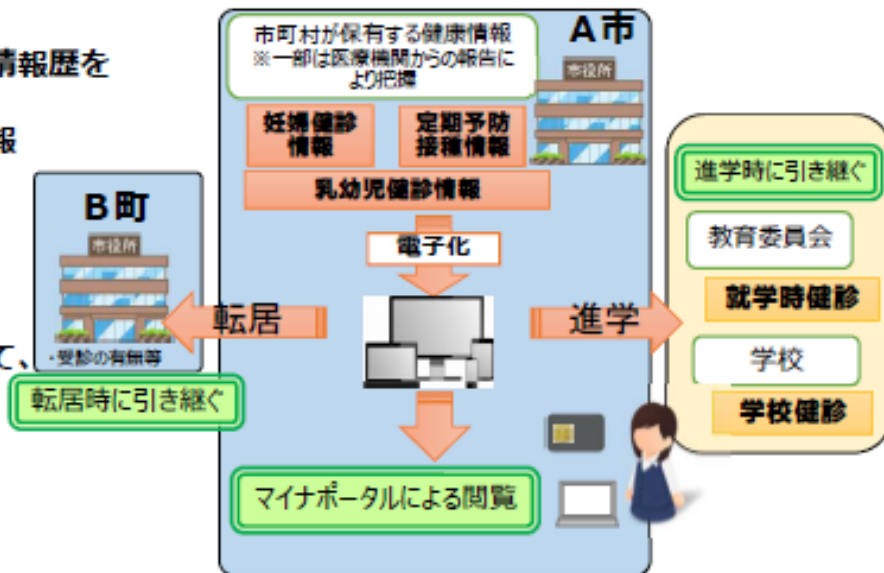 情報歴を
報
て、
市町村が保有する健康情報
※一部は医療機関からの報告に
より把握
A市
市役所
妊婦健診
情報
定期予防
接種情報
乳幼児健診情報
電子化
B町
市役所
・受診の有無等
転居
転居時に引き継ぐ
進学
進学時に引き継ぐ
教育委員会
就学時健診
学校
学校健診
マイナポータルによる閲覧